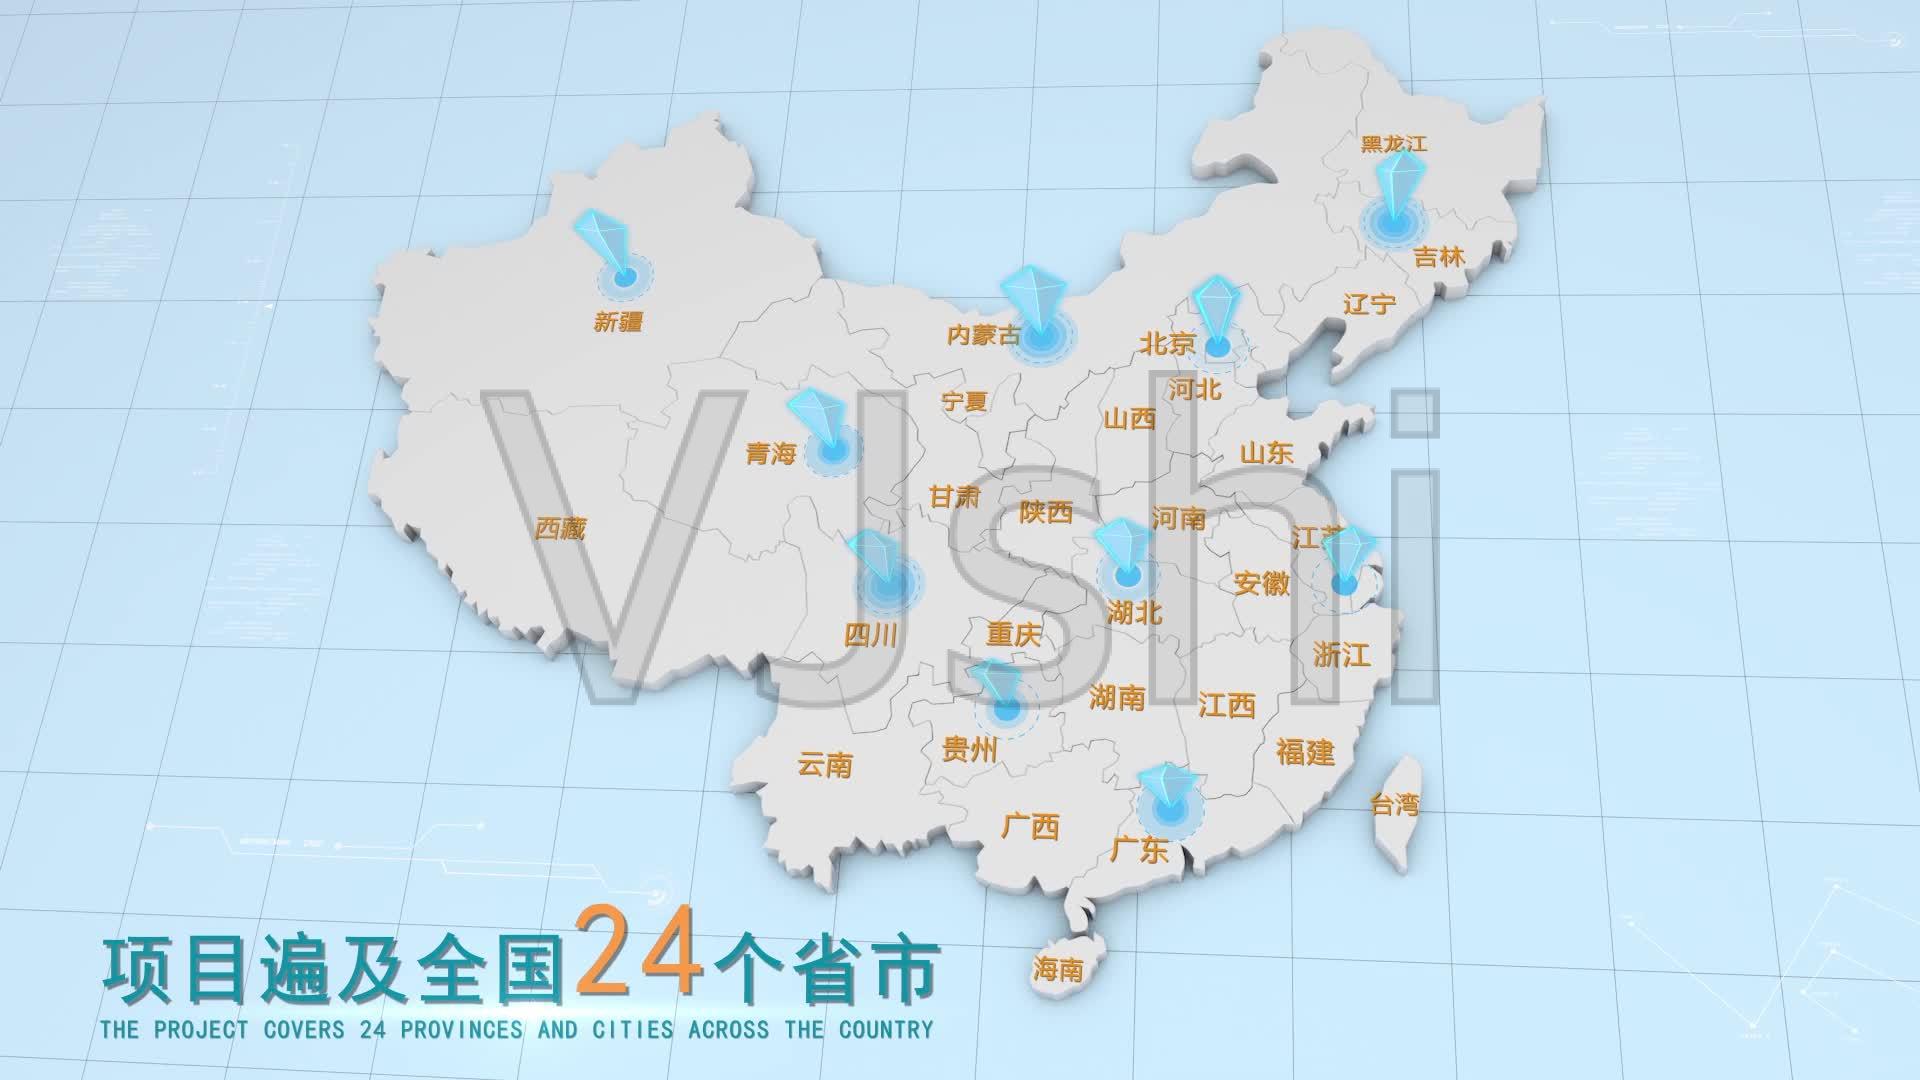 黑龙江
吉林
辽宁
新疆
内蒙古
北京
河北
宁夏
山西
青海
山东
甘肃
陕西
河南
西藏
江苏
安徽
湖北
四川
重庆
浙江
湖南
江西
贵州
福建
云南
台湾
广西
广东
海南
VJshi
项目遍及全国24个省市
THE PROJECT COVERS 24 PROVINCES AND CITIES ACROSS THE COUNTRY